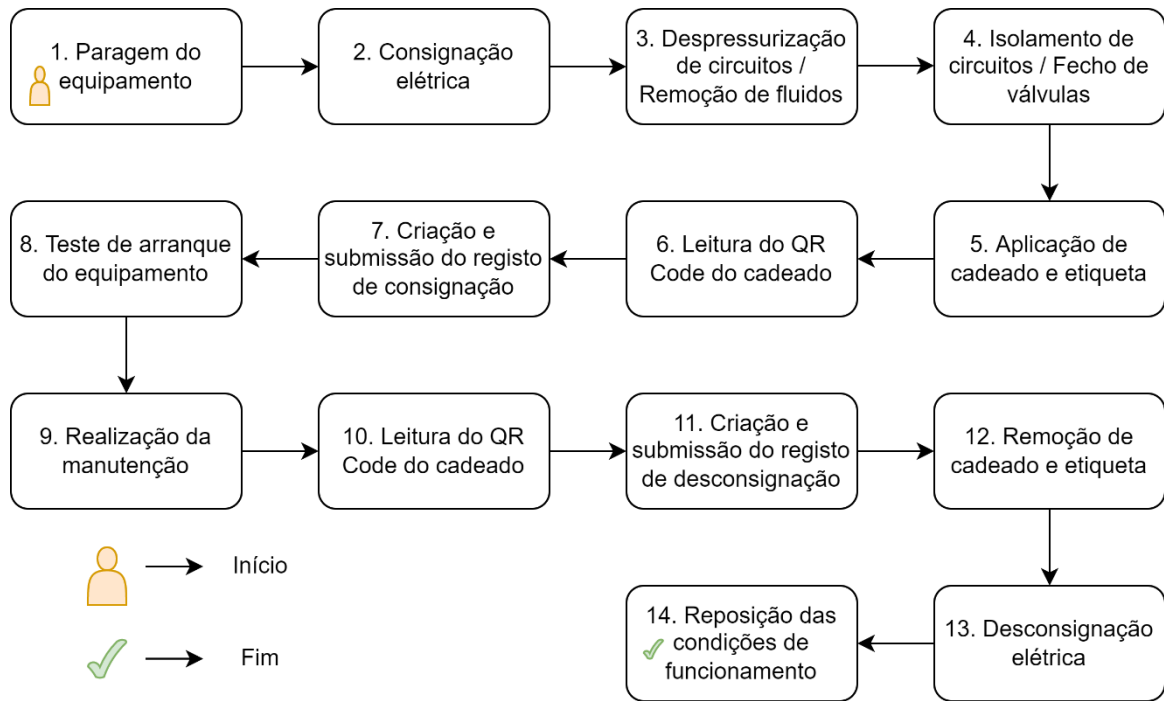 1. Paragem do
equipamento
2. Consignação
elétrica
3. Despressurização
de circuitos /
Remoção de fluidos
4. Isolamento de
circuitos / Fecho de
válvulas
5. Aplicação de
cadeado e etiqueta
6. Leitura do QR
Code do cadeado
7. Criação e
submissão do registo
de consignação
8. Teste de arranque
do equipamento
9. Realização da
manutenção
10. Leitura do QR
Code do cadeado
11. Criação e
submissão do registo
de desconsignação
12. Remoção de
cadeado e etiqueta
13. Desconsignação
elétrica
14. Reposição das
condições de
funcionamento
Início
Fim